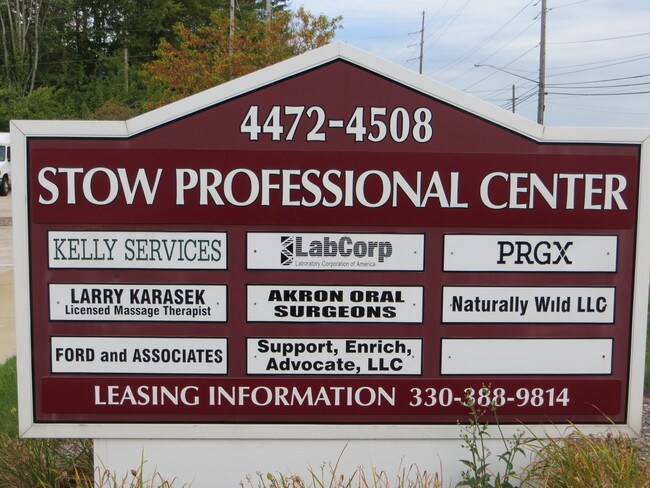 4472-4508
STOW PROFESSIONAL CENTER
KELLY SERVICES
LabCorp
Laboratory Corporation of America
PRGX
LARRY KARASEK
Licensed Massage Therapist
AKRON ORAL
SURGEONS
Naturally Wild LLC
FORD and ASSOCIATES
Support, Enrich,
Advocate, LLC
LEASING INFORMATION 330-388-9814